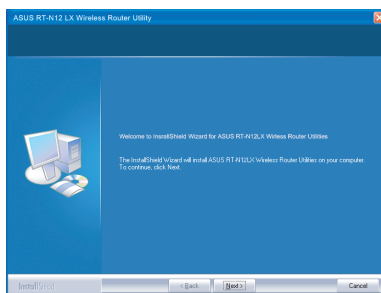 ASUS RT-N12 LX Wireless Router Utility
Welcome to InsrallShield Wizard for ASUS RT-N12LX Wirless Router Utilities
The InstallShield Wizard will install ASUS RT-N12LX Wireless Router Utilities on your computer.
To continue, click Next.
InstallShield
< Back
Next >
Cancel